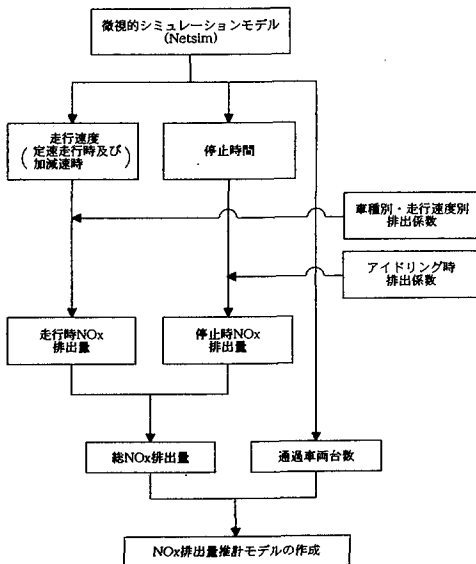 微視的シミュレーションモデル
(Netsim)
走行速度
(定速走行時及び
加減速時)
停止時間
車種別・走行速度別
排出係数
アイドリング時
排出係数
走行時NOx
排出量
停止時NOx
排出量
総NOx排出量
通過車両台数
NOx排出量推計モデルの作成